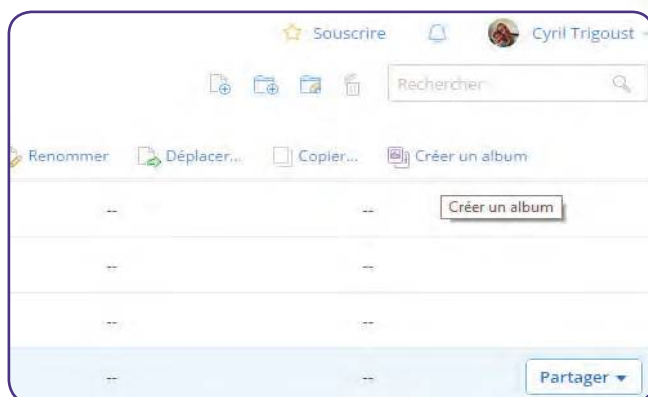 Souscrire Cyril Trigoust
Rechercher
Renommer Déplacer... Copier... Créer un album
-- --
Créer un album
-- --
-- --
-- -- Partager